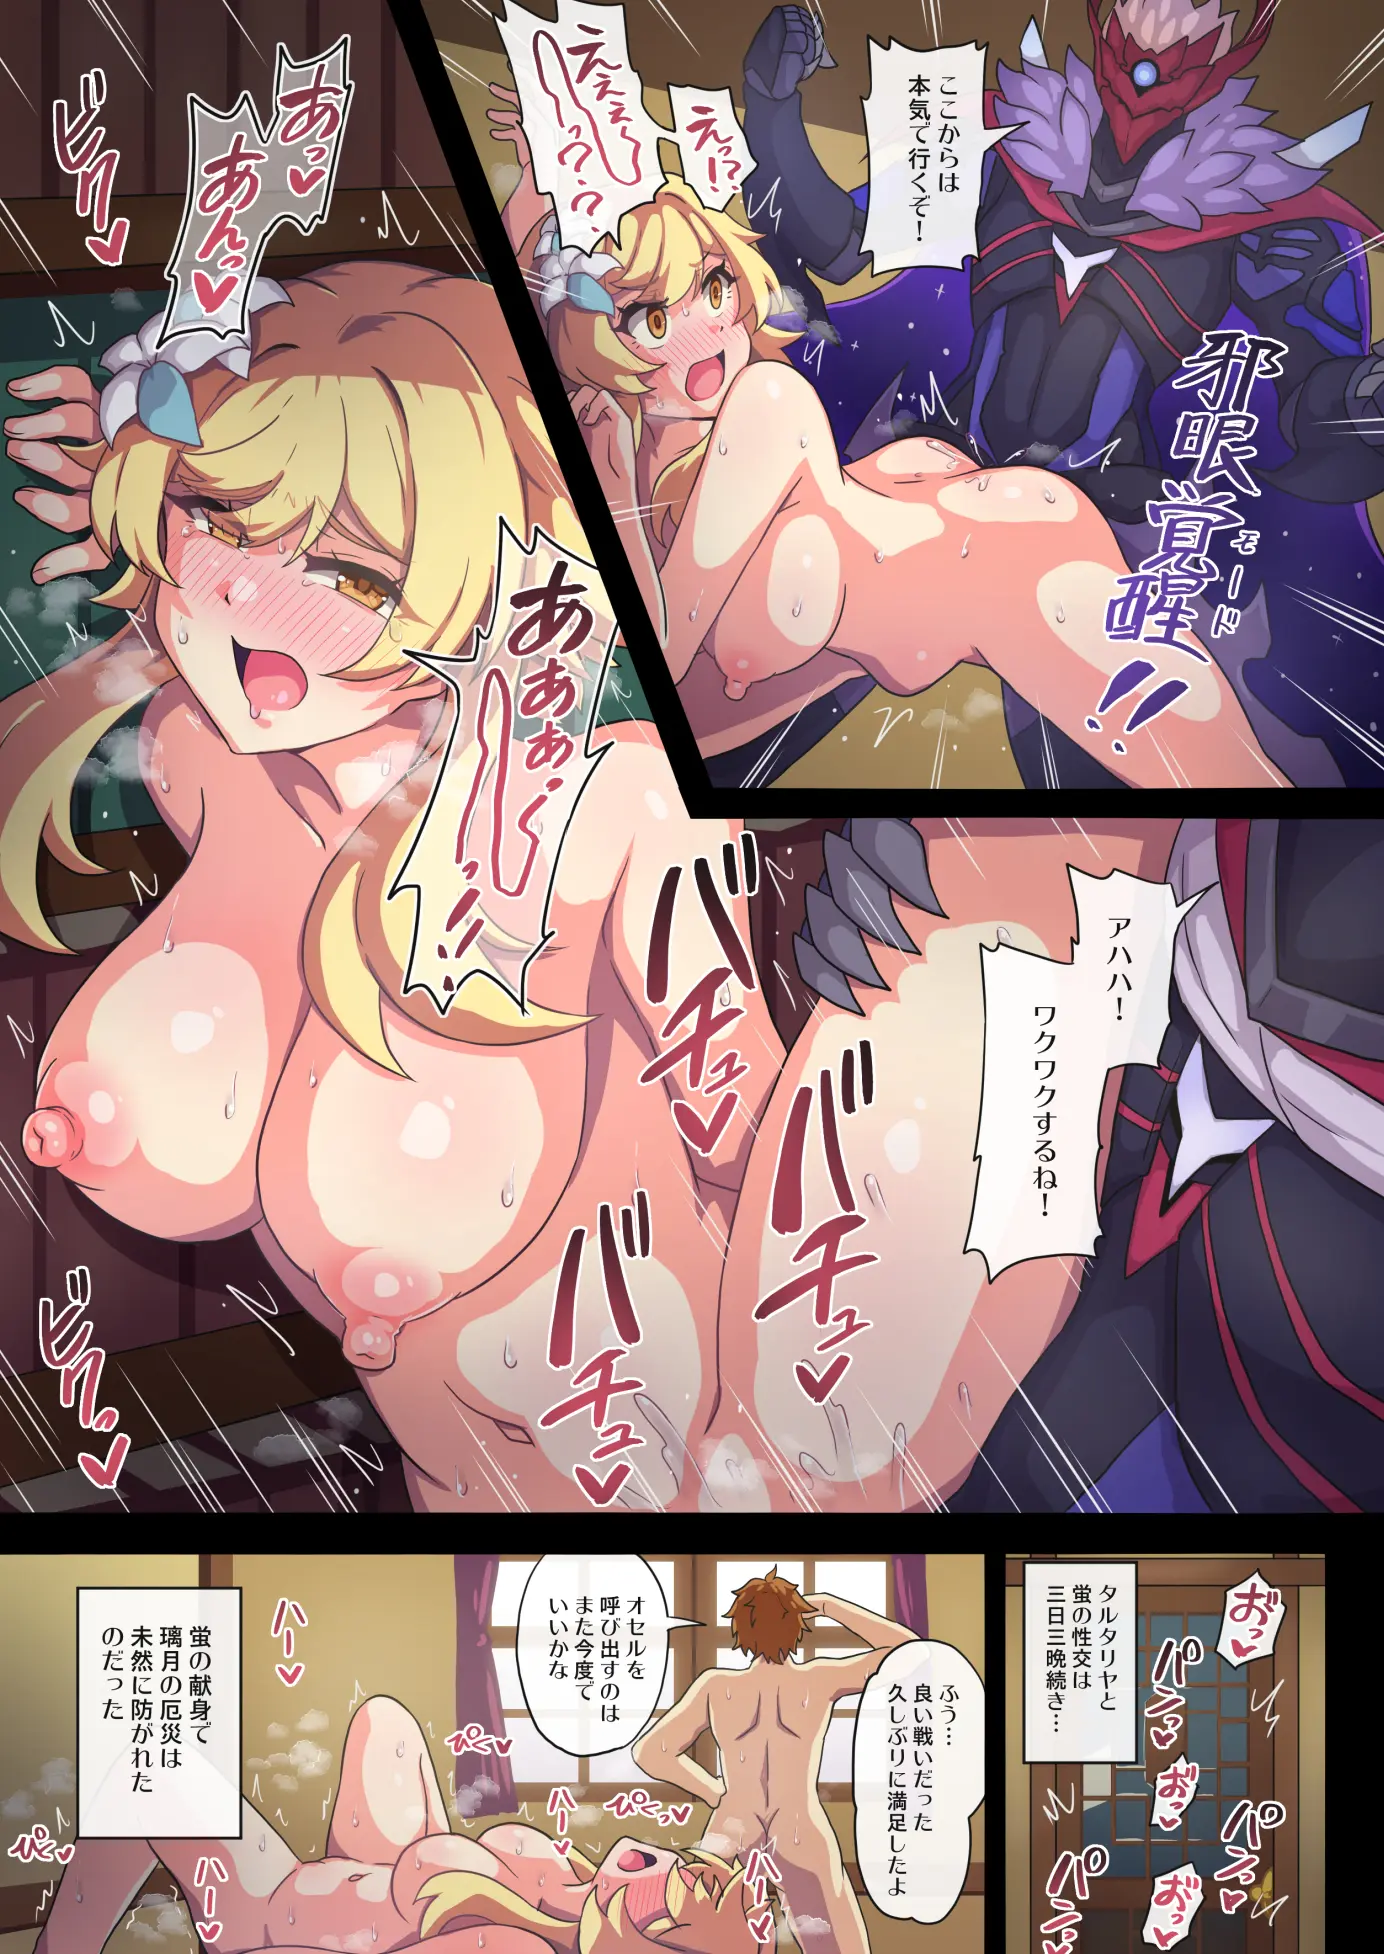 ここからは
本気で行くぞ！
えっ!?
えぇぇ〜っ？？
邪眼覚醒!!
モード
あっ♥
あんっ♥
ビクッ♥
あぁぁぁ〜っ!!
アハハ！
ワクワクするね！
バチュ♥
バチュ♥
バチュ♥
ビクッ♥
タルタリヤと
蛍の性交は
三日三晩続き…
おっ♥
パンっ♥
おっ♥
パンっ♥
おっ♥
パンっ♥
ふう…
良い戦いだった
久しぶりに満足したよ
オセルを
呼び出すのは
また今度で
いいかな
ハー♥
ぴくっ♥
ぴくっ♥
ハー♥
ハー♥
ハー♥
ぴくっ♥
蛍の献身で
璃月の厄災は
未然に防がれた
のだった